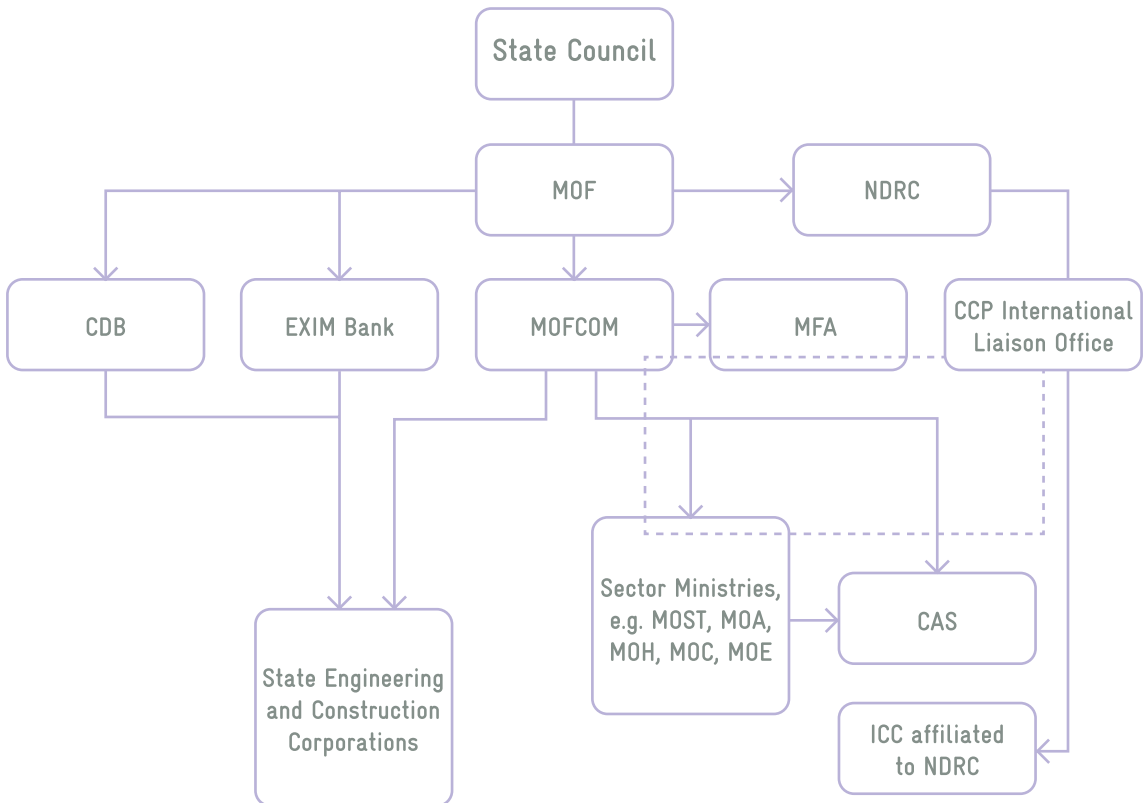 State Council
MOF
NDRC
CDB
EXIM Bank
MOFCOM
MFA
CCP International
Liaison Office
Sector Ministries,
e.g. MOST, MOA,
MOH, MOC, MOE
CAS
State Engineering
and Construction
Corporations
ICC affiliated
to NDRC